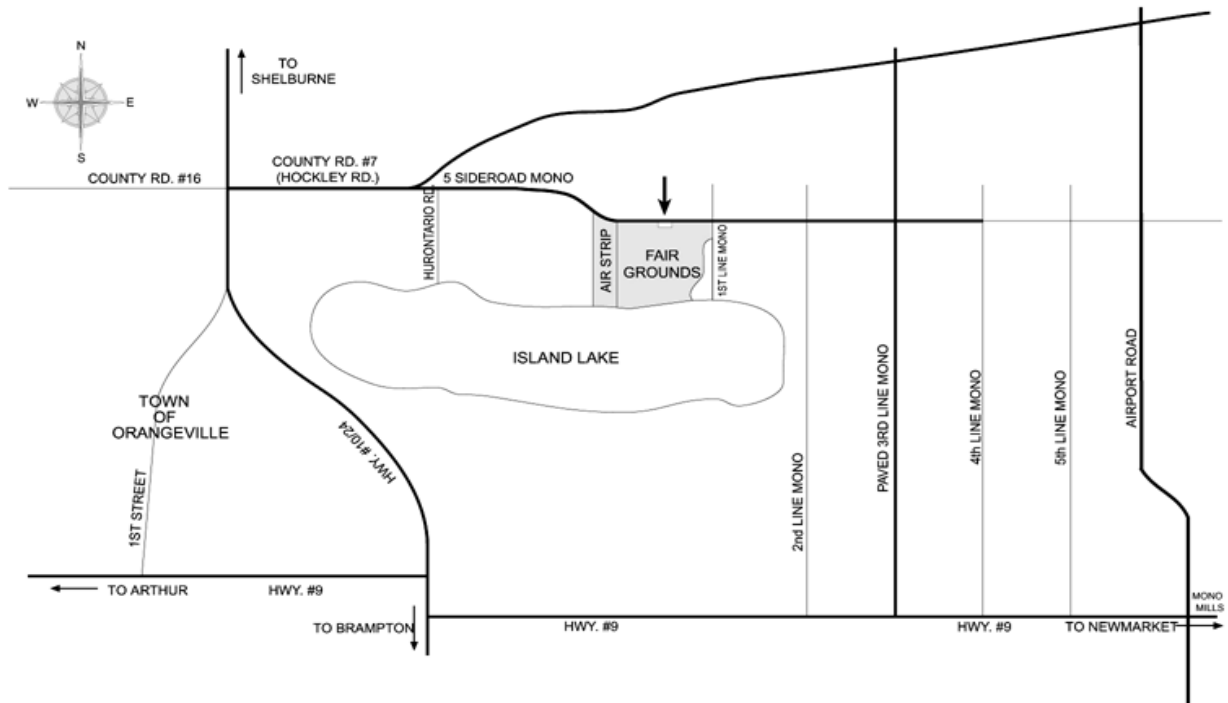 N
W
E
S
TO
SHELBURNE
COUNTY RD. #16
COUNTY RD. #7
(HOCKLEY RD.)
5 SIDEROAD MONO
HURONTARIO RD.
AIR STRIP
FAIR
GROUNDS
1ST LINE MONO
ISLAND LAKE
TOWN
OF
ORANGEVILLE
1ST STREET
HWY. #10/24
2nd LINE MONO
PAVED 3RD LINE MONO
4th LINE MONO
5th LINE MONO
AIRPORT ROAD
TO ARTHUR
HWY. #9
TO BRAMPTON
HWY. #9
HWY. #9
TO NEWMARKET
MONO
MILLS